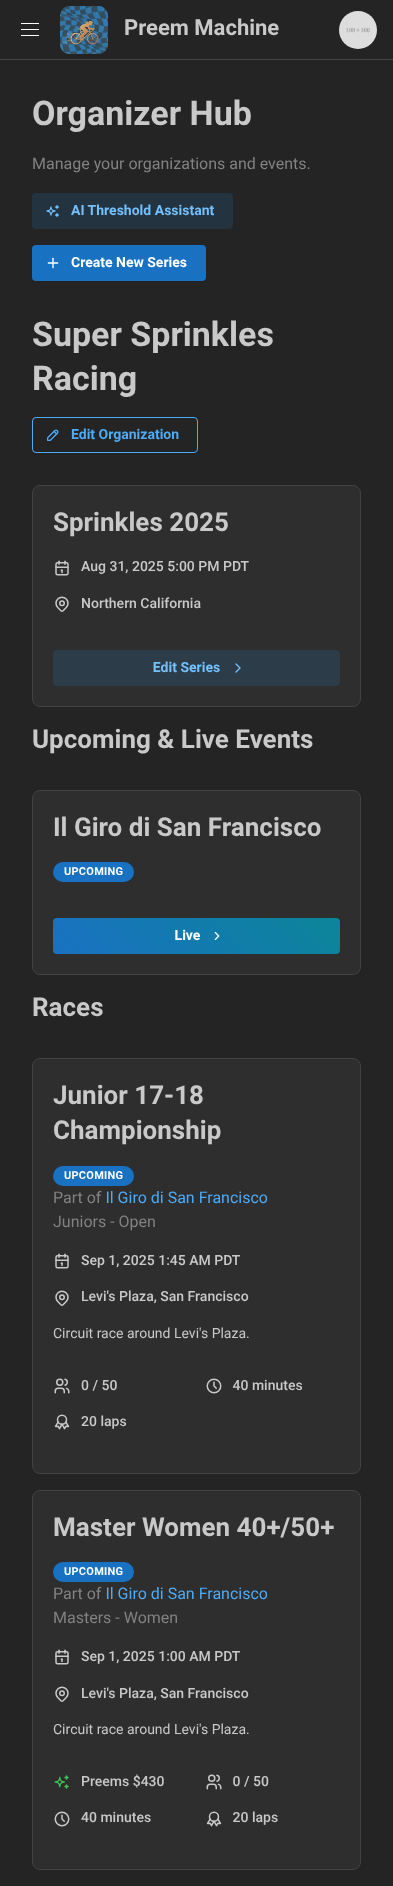 Preem Machine
100 × 100
Organizer Hub
Manage your organizations and events.
AI Threshold Assistant
Create New Series
Super Sprinkles
Racing
Edit Organization
Sprinkles 2025
Aug 31, 2025 5:00 PM PDT
Northern California
Edit Series
Upcoming & Live Events
Il Giro di San Francisco
UPCOMING
Live
Races
Junior 17-18
Championship
UPCOMING
Part of Il Giro di San Francisco
Juniors - Open
Sep 1, 2025 1:45 AM PDT
Levi's Plaza, San Francisco
Circuit race around Levi's Plaza.
0 / 50
40 minutes
20 laps
Master Women 40+/50+
UPCOMING
Part of Il Giro di San Francisco
Masters - Women
Sep 1, 2025 1:00 AM PDT
Levi's Plaza, San Francisco
Circuit race around Levi's Plaza.
Preems $430
0 / 50
40 minutes
20 laps